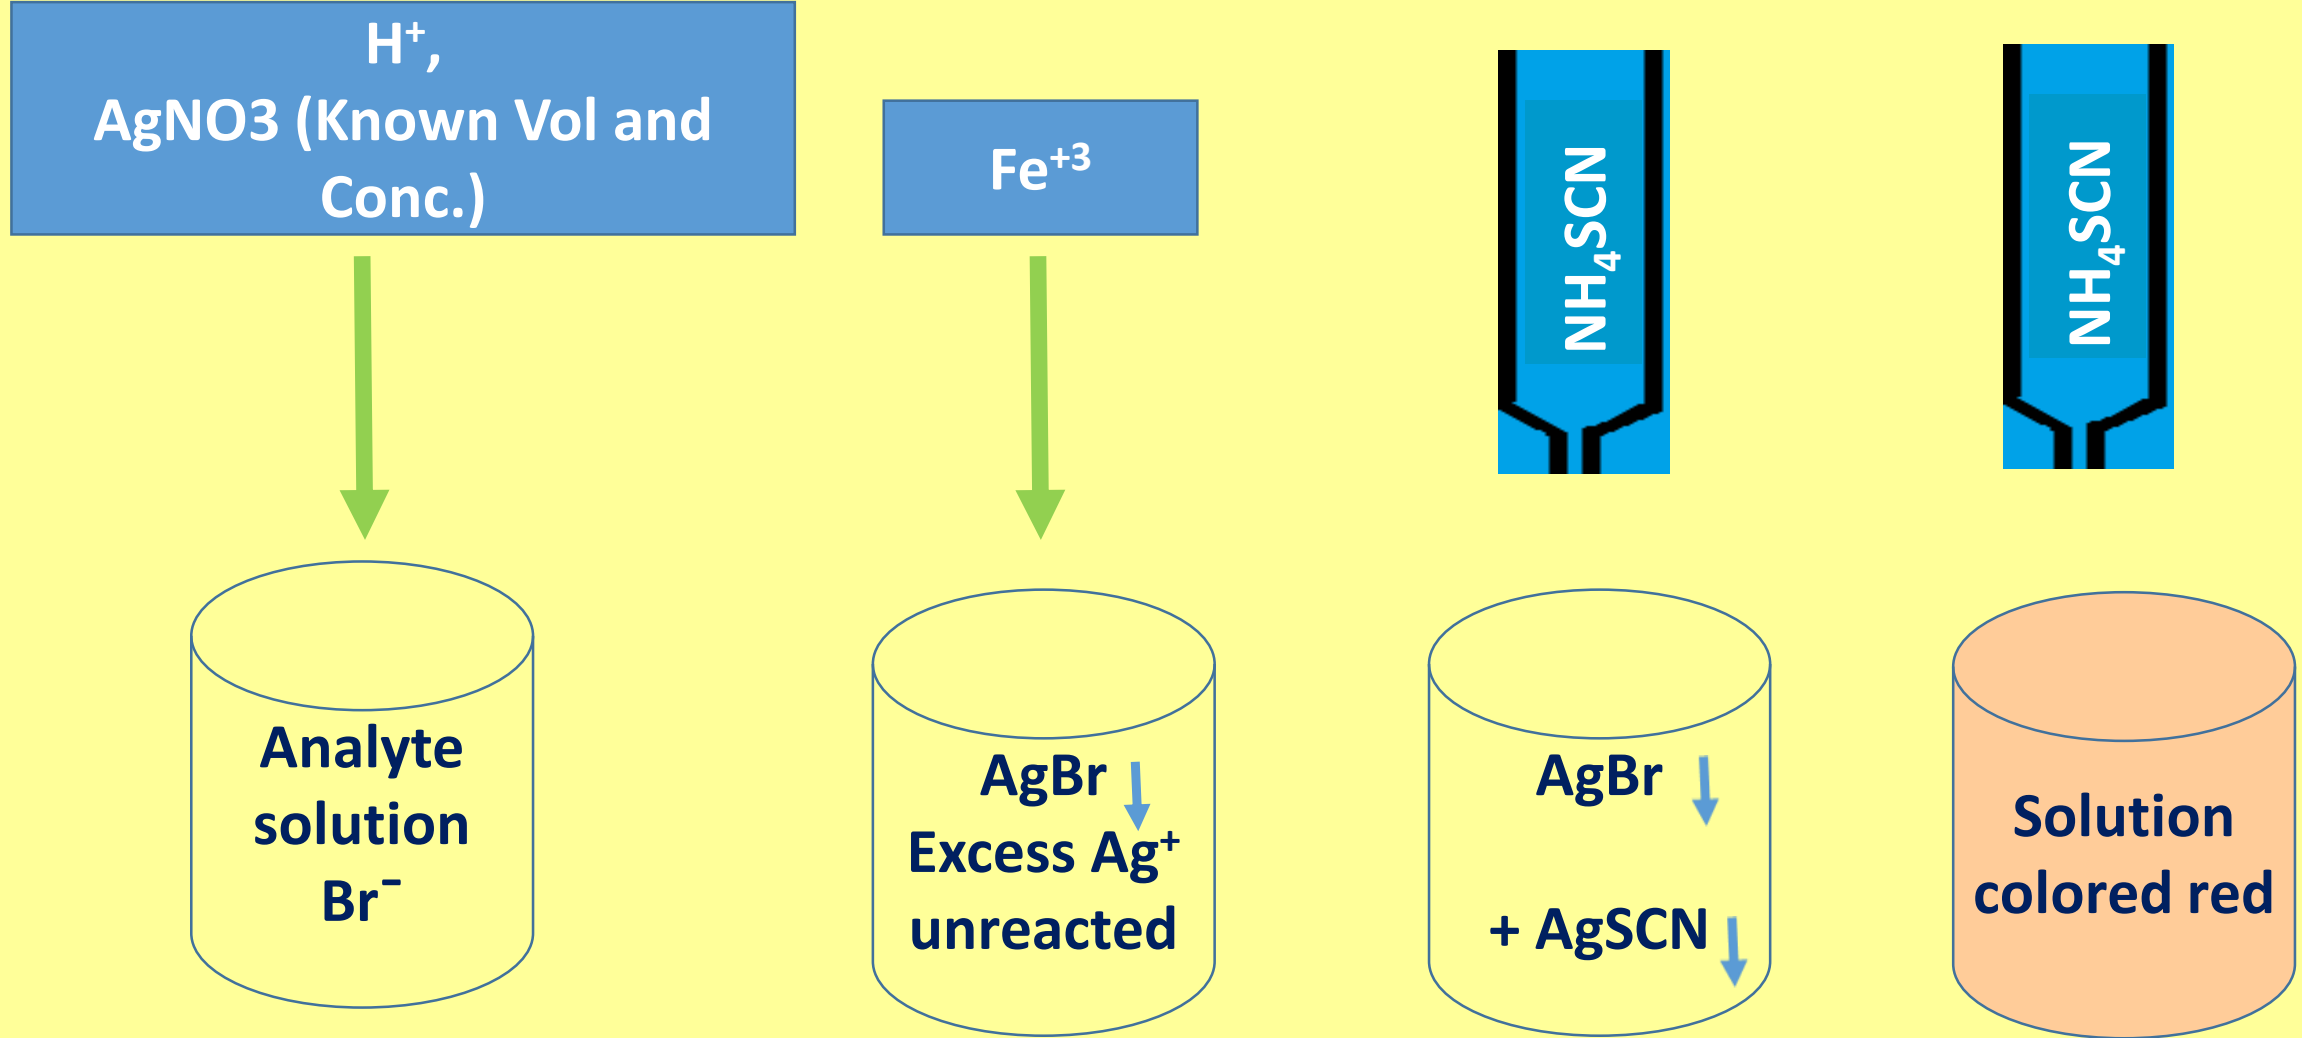 H⁺,
AgNO3 (Known Vol and
Conc.)
Fe⁺³
NH₄SCN
NH₄SCN
Analyte
solution
Br⁻
AgBr
Excess Ag⁺
unreacted
AgBr
+ AgSCN
Solution
colored red